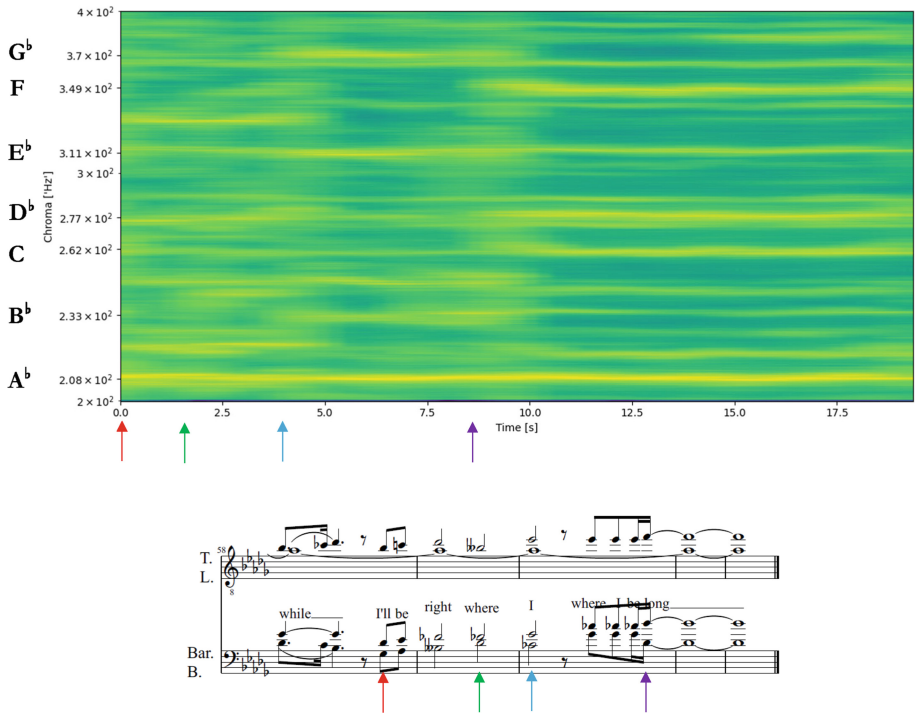 4 × 10²
G♭
3.7 × 10²
F
3.49 × 10²
E♭
3.11 × 10²
3 × 10²
Chroma ['Hz']
D♭
2.77 × 10²
C
2.62 × 10²
B♭
2.33 × 10²
A♭
2.08 × 10²
2 × 10²
0.0 2.5 5.0 7.5 10.0 12.5 15.0 17.5
Time [s]
58
T.
L.
8
while I'll be right where I where I be long
Bar.
B.